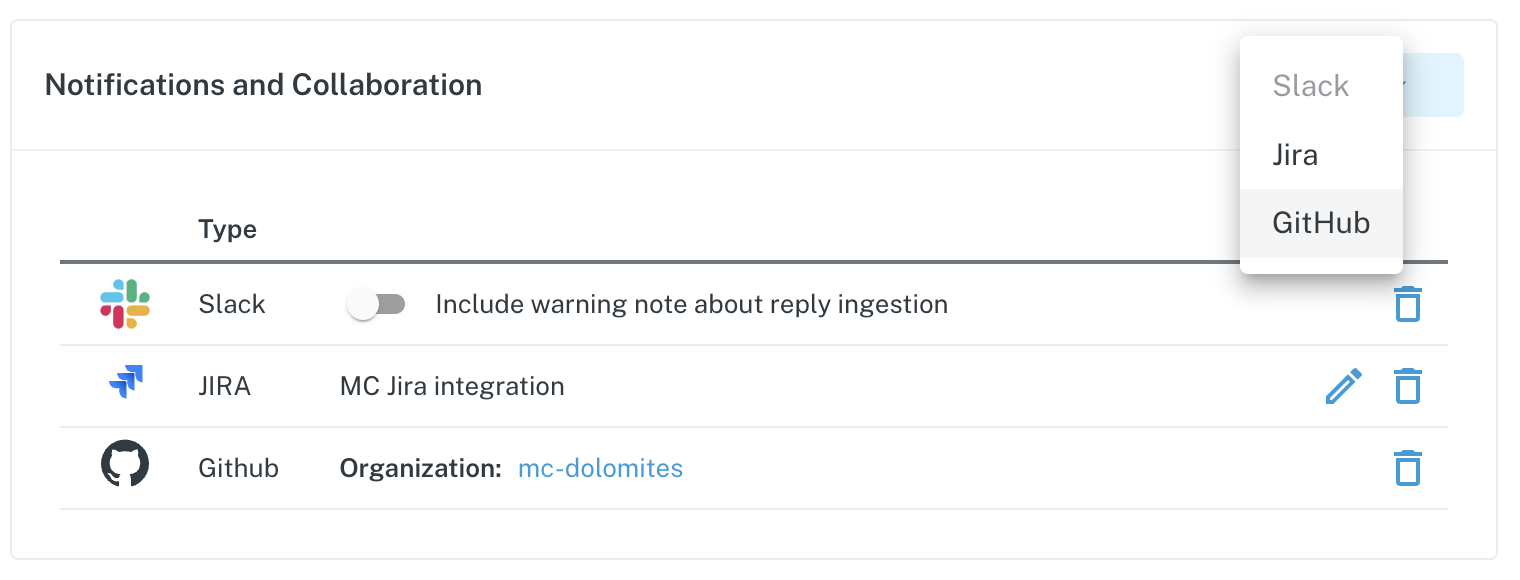 Notifications and Collaboration
Slack
Jira
GitHub
Type
Slack Include warning note about reply ingestion
JIRA MC Jira integration
Github Organization: mc-dolomites